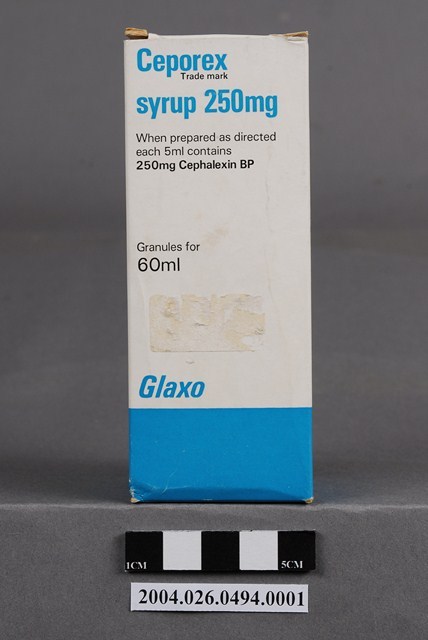 Ceporex
Trade mark
syrup 250mg
When prepared as directed
each 5ml contains
250mg Cephalexin BP
Granules for
60ml
Glaxo
1CM
5CM
2004.026.0494.0001